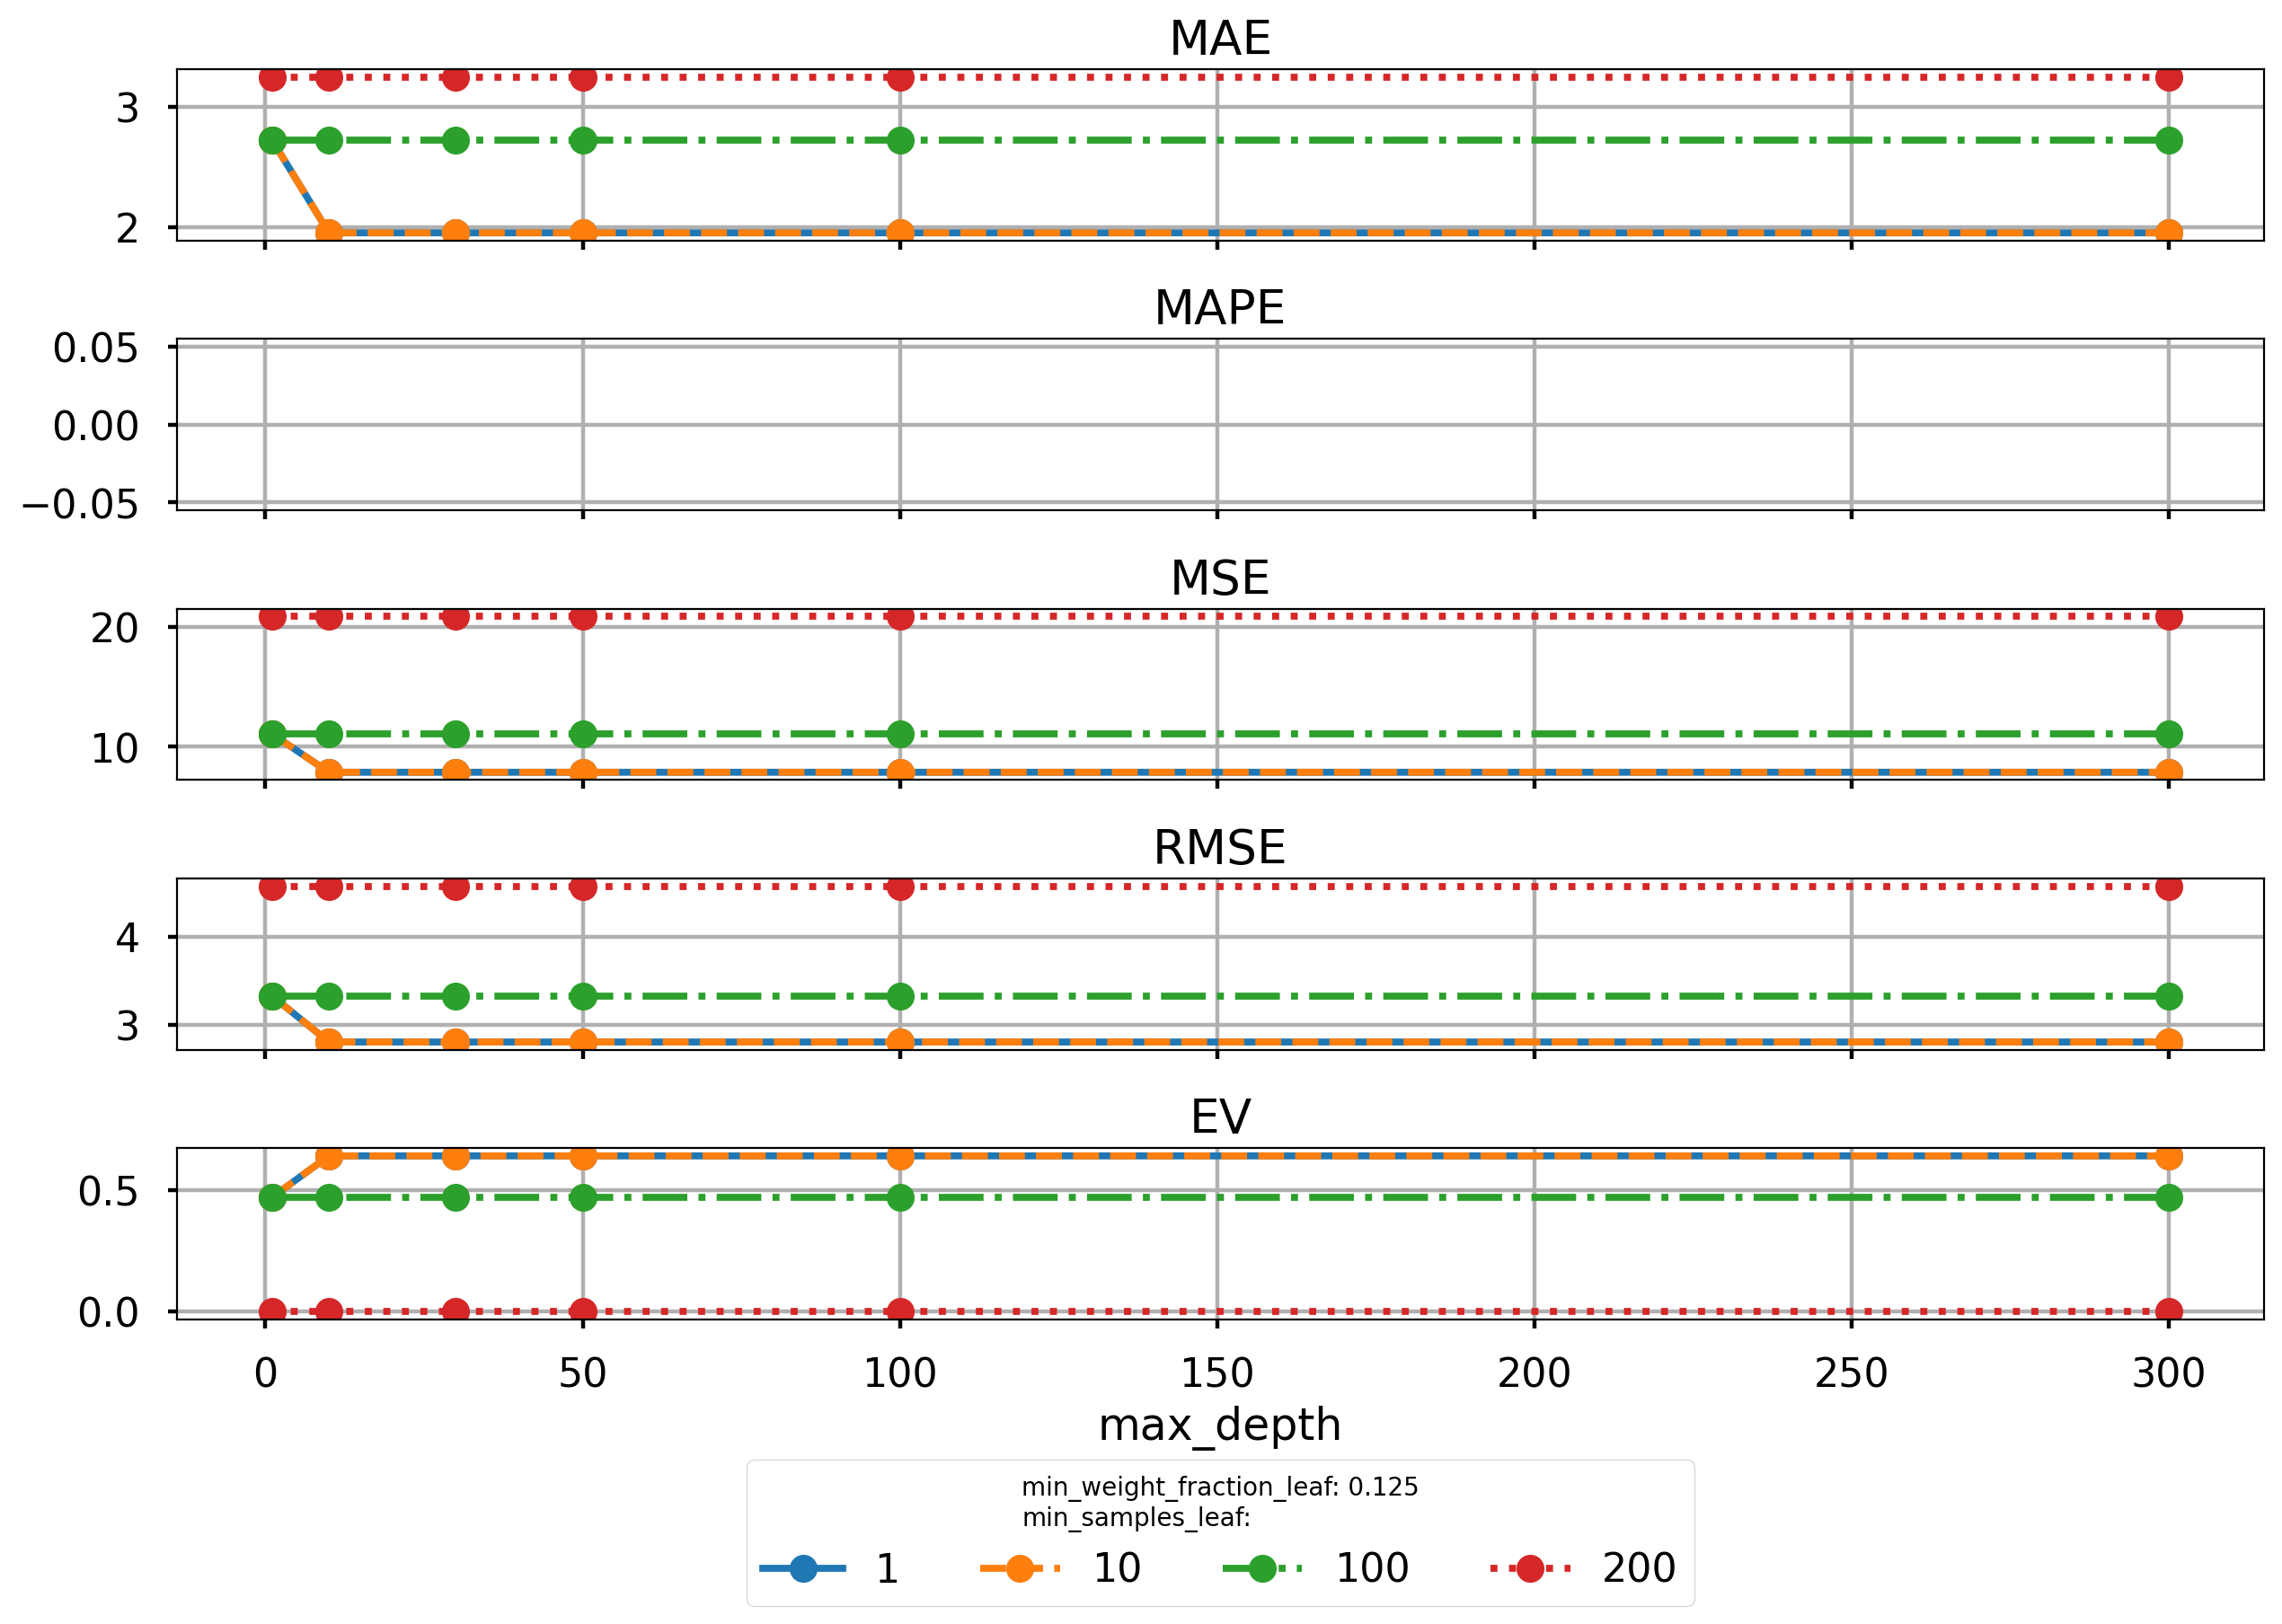 MAE
3
2
MAPE
0.05
0.00
−0.05
MSE
20
10
RMSE
4
3
EV
0.5
0.0
0 50 100 150 200 250 300
max_depth
min_weight_fraction_leaf: 0.125
min_samples_leaf:
1 10 100 200